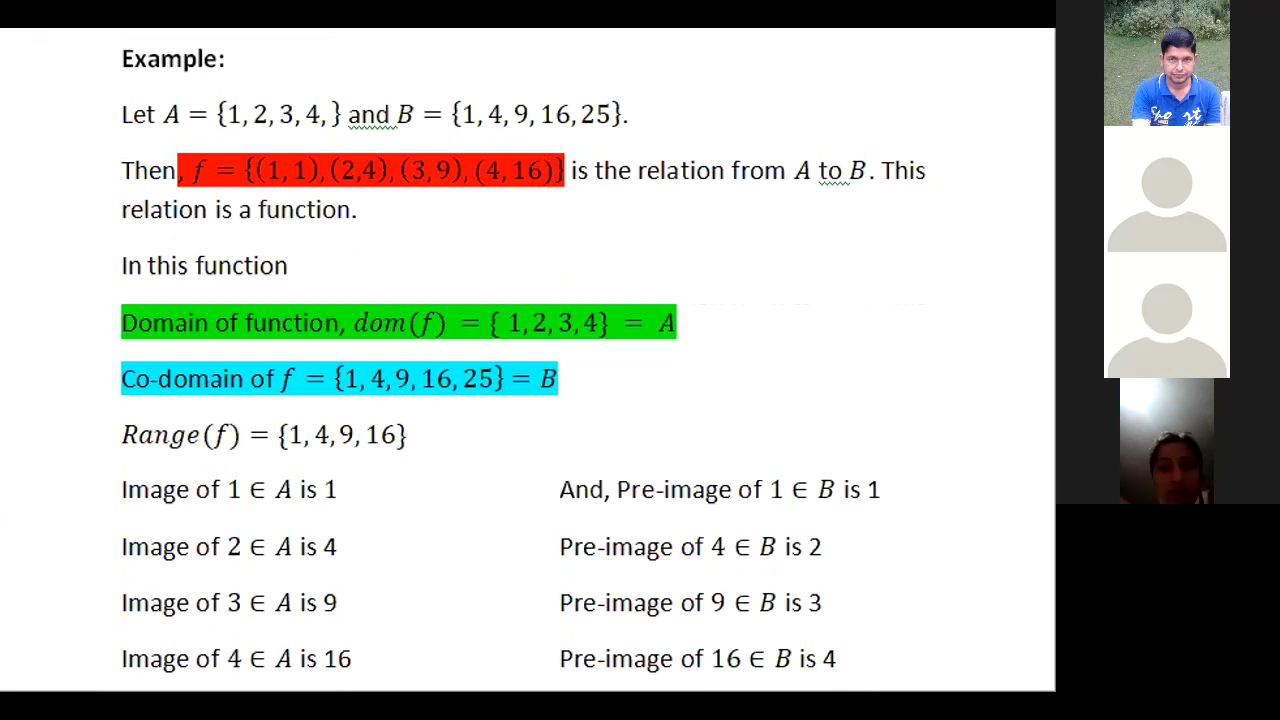 Example:
Let A = {1, 2, 3, 4, } and B = {1, 4, 9, 16, 25}.
Then, f = {(1, 1), (2,4), (3, 9), (4, 16)} is the relation from A to B. This
relation is a function.
In this function
Domain of function, dom(f) = { 1,2, 3, 4} = A
Co-domain of f = {1, 4, 9, 16, 25} = B
Range(f) = {1, 4, 9, 16}
Image of 1 ∈ A is 1 And, Pre-image of 1 ∈ B is 1
Image of 2 ∈ A is 4 Pre-image of 4 ∈ B is 2
Image of 3 ∈ A is 9 Pre-image of 9 ∈ B is 3
Image of 4 ∈ A is 16 Pre-image of 16 ∈ B is 4